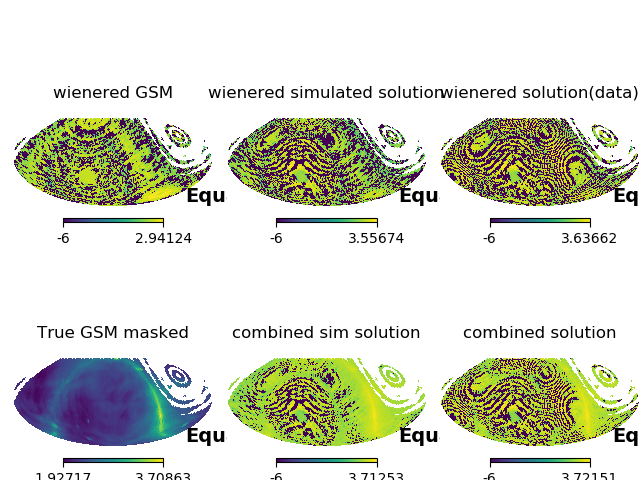 wienered GSM
wienered simulated solution
wienered solution(data)
Equ
Equ
Eq
-6 2.94124
-6 3.55674
-6 3.63662
True GSM masked
combined sim solution
combined solution
Equ
Equ
Eq
1.92717 3.70863
-6 3.71253
-6 3.72151